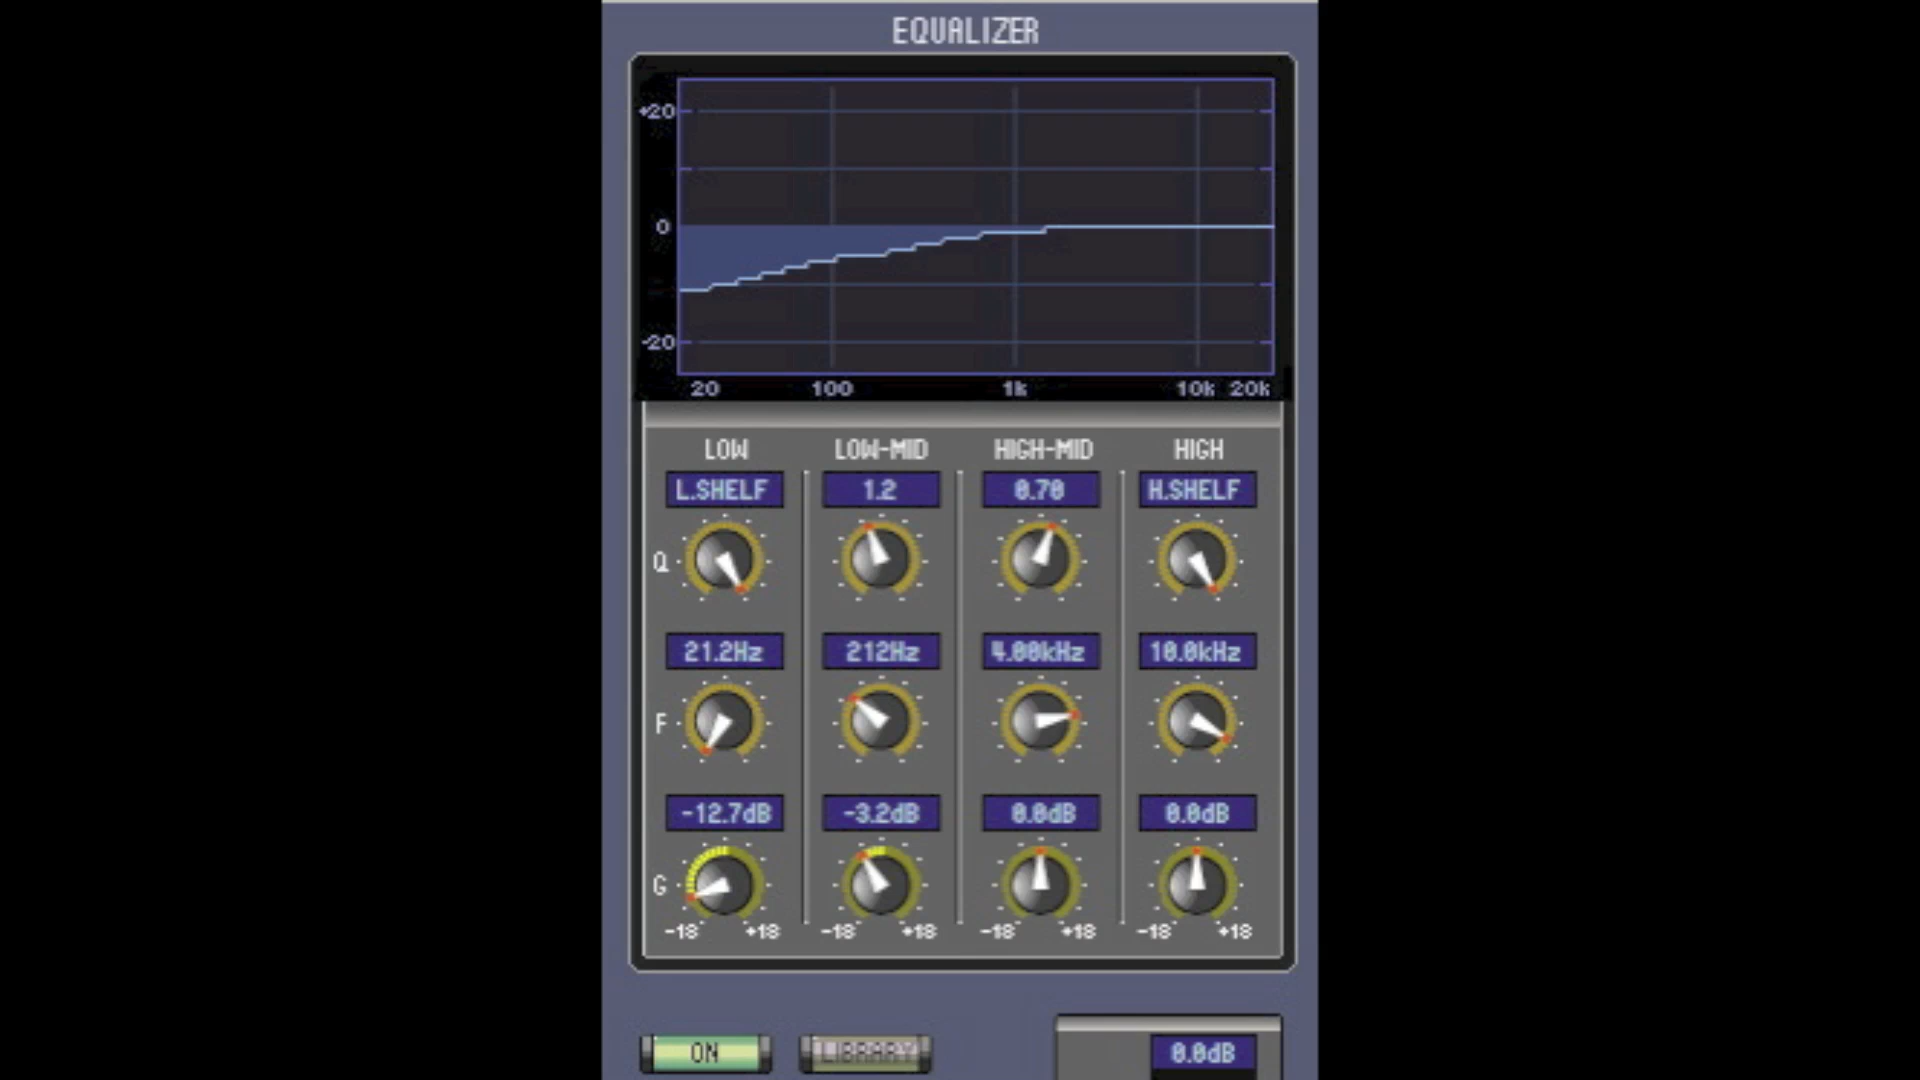 EQUALIZER
+20
0
-20
20 100 1k 10k 20k
LOW LOW-MID HIGH-MID HIGH
L.SHELF 1.2 0.70 H.SHELF
Q
21.2Hz 212Hz 4.00kHz 10.0kHz
F
-12.7dB -3.2dB 0.0dB 0.0dB
G
-18 +18 -18 +18 -18 +18 -18 +18
ON LIBRARY 0.0dB